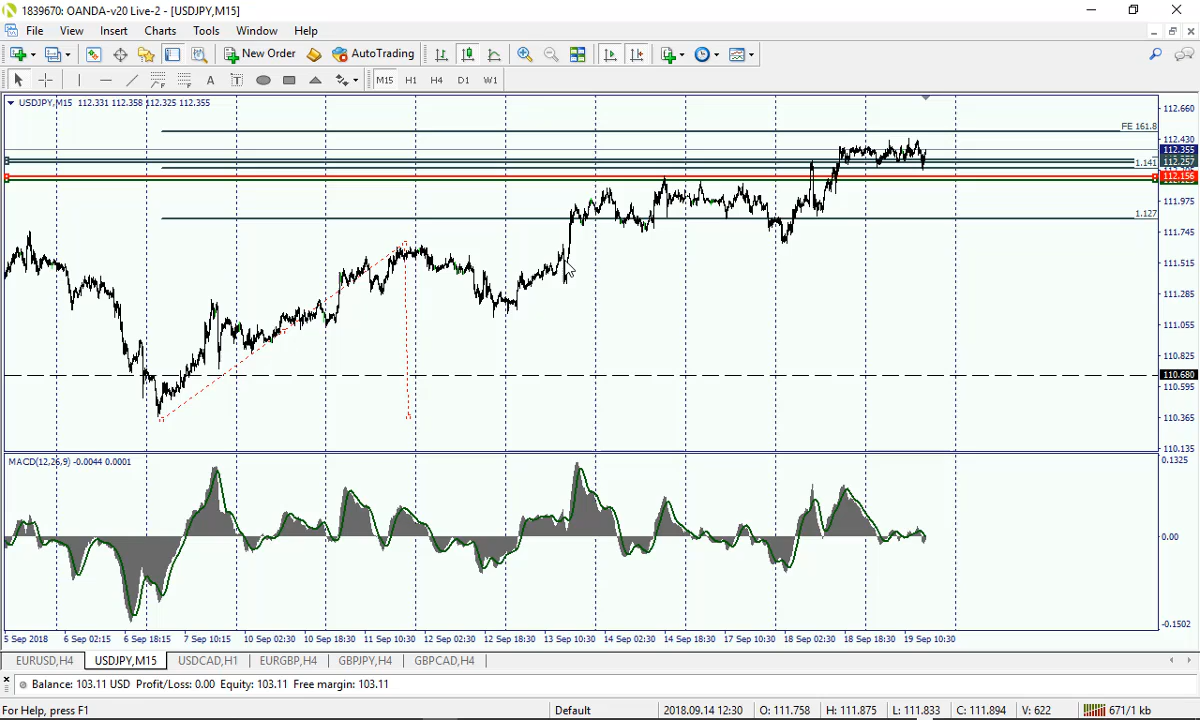 1839670: OANDA-v20 Live-2 - [USDJPY,M15]
File View Insert Charts Tools Window Help
New Order AutoTrading
A T M15 H1 H4 D1 W1
USDJPY,M15 112.331 112.358 112.325 112.355
112.660
FE 161.8
112.430
112.355
1.141
112.257
112.156
111.975
1.127
111.745
111.515
111.285
111.055
110.825
110.680
110.595
110.365
110.135
MACD(12,26,9) -0.0044 0.0001
0.1325
0.00
-0.1502
5 Sep 2018 6 Sep 02:15 6 Sep 18:15 7 Sep 10:15 10 Sep 02:30 10 Sep 18:30 11 Sep 10:30 12 Sep 02:30 12 Sep 18:30 13 Sep 10:30 14 Sep 02:30 14 Sep 18:30 17 Sep 10:30 18 Sep 02:30 18 Sep 18:30 19 Sep 10:30
EURUSD,H4 USDJPY,M15 USDCAD,H1 EURGBP,H4 GBPJPY,H4 GBPCAD,H4
Balance: 103.11 USD Profit/Loss: 0.00 Equity: 103.11 Free margin: 103.11
For Help, press F1 Default 2018.09.14 12:30 O: 111.758 H: 111.875 L: 111.833 C: 111.894 V: 622 671/1 kb